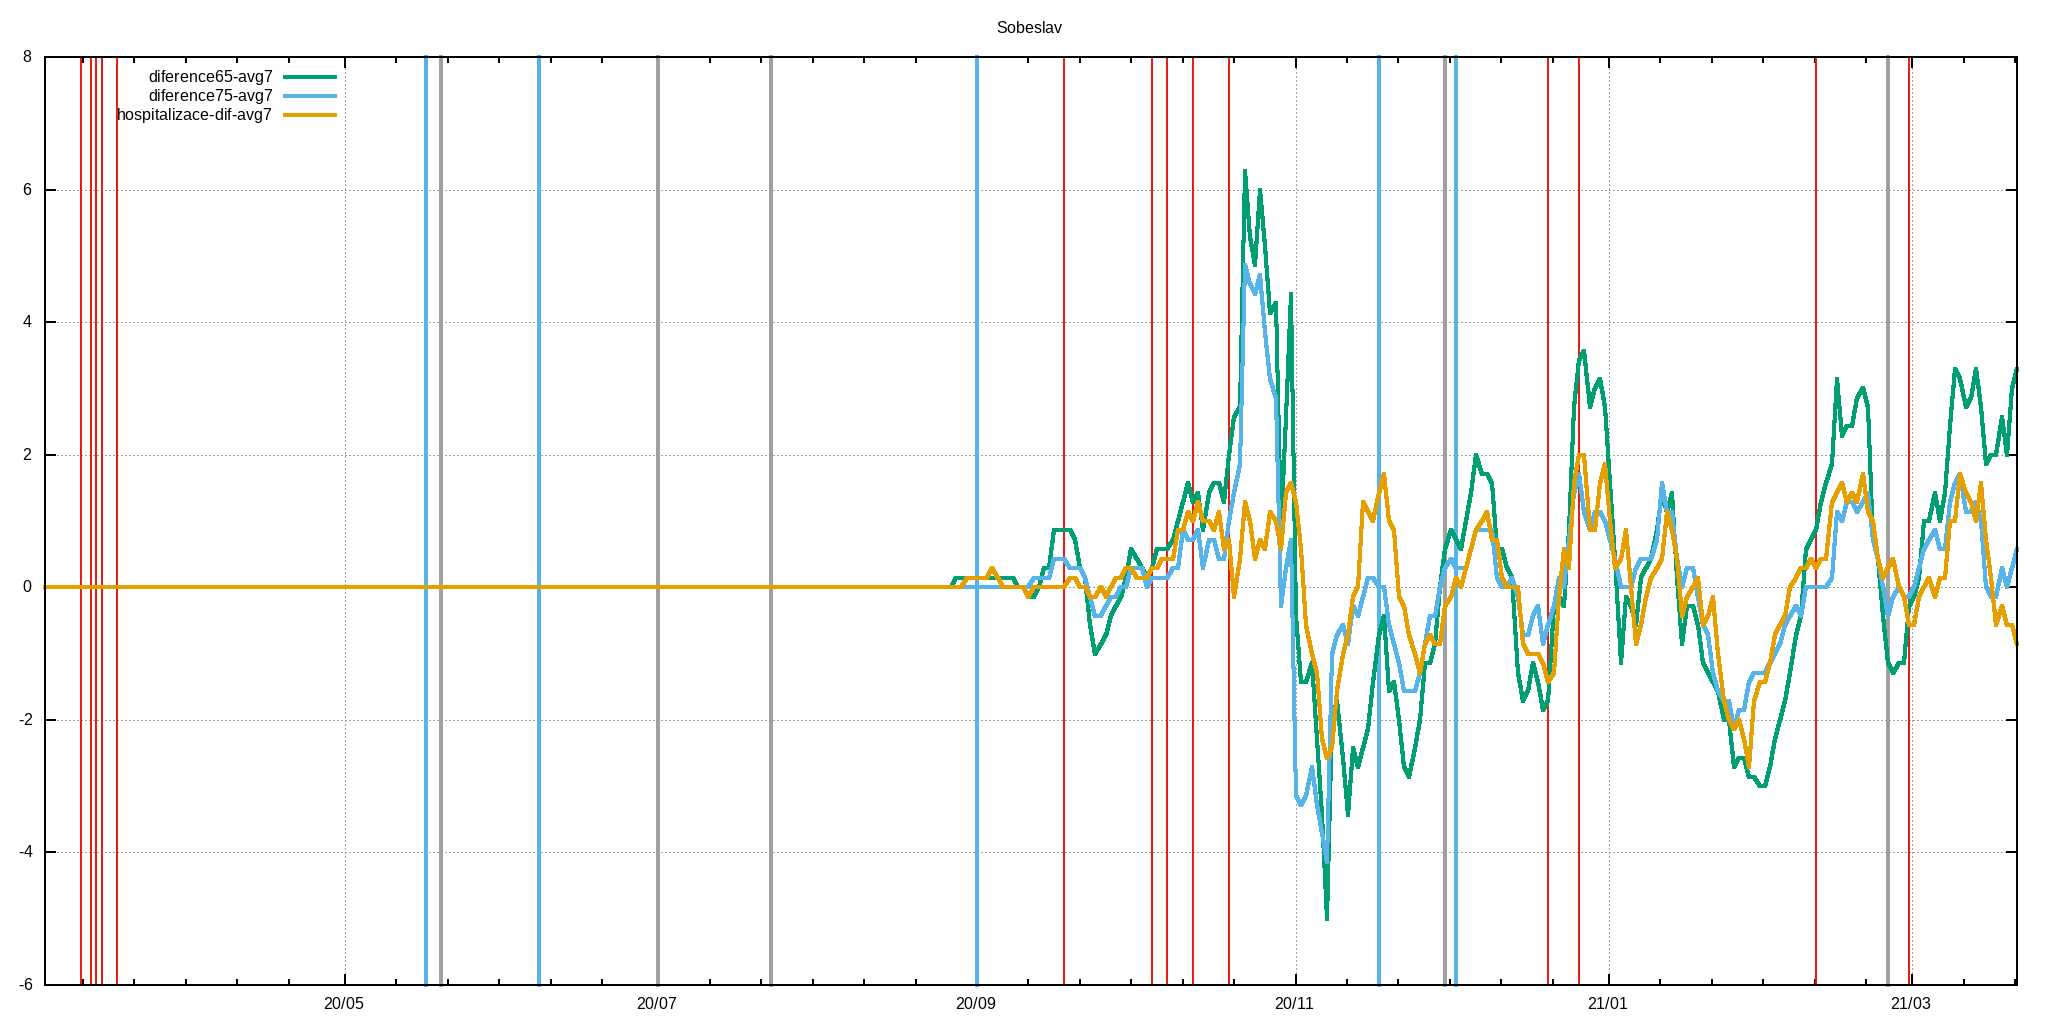 Sobeslav
diference65-avg7
diference75-avg7
hospitalizace-dif-avg7
8
6
4
2
0
-2
-4
-6
20/05 20/07 20/09 20/11 21/01 21/03